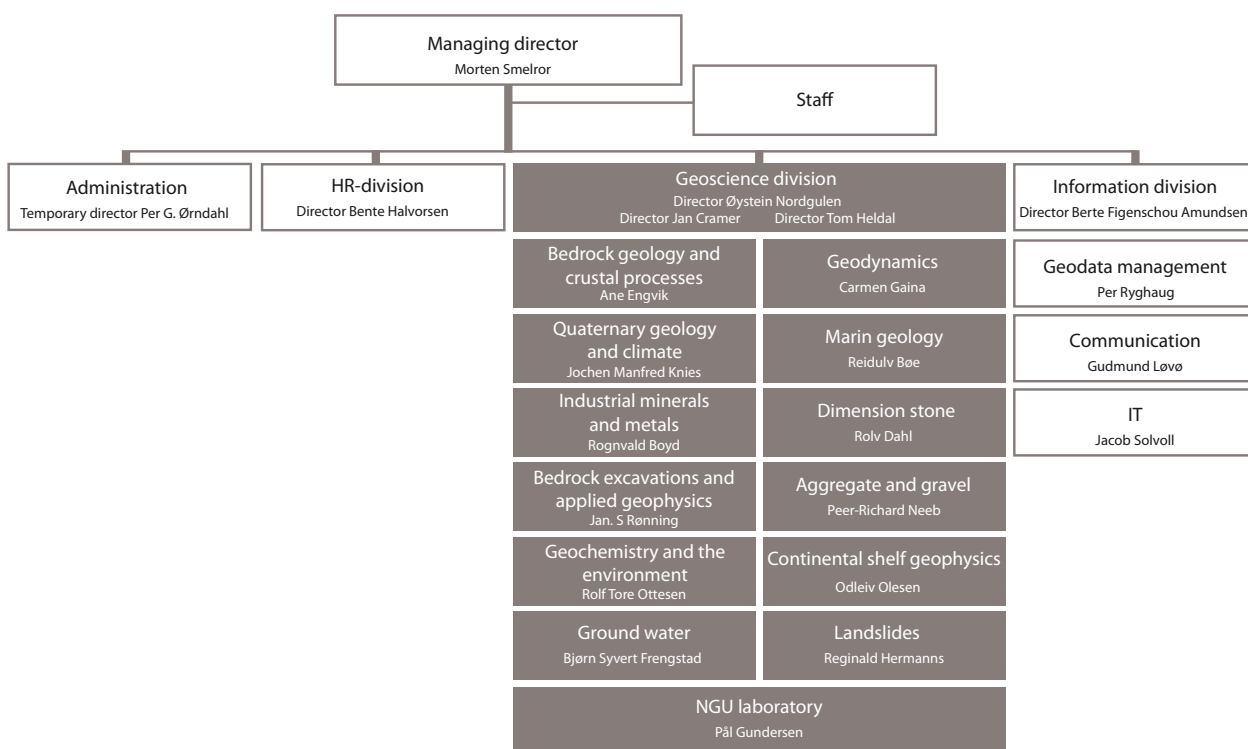 Managing director
Morten Smelror
Staff
Administration
Temporary director Per G. Ørndahl
HR-division
Director Bente Halvorsen
Geoscience division
Director Øystein Nordgulen
Director Jan Cramer Director Tom Heldal
Information division
Director Berte Figenschou Amundsen
Bedrock geology and
crustal processes
Ane Engvik
Geodynamics
Carmen Gaina
Geodata management
Per Ryghaug
Quaternary geology
and climate
Jochen Manfred Knies
Marin geology
Reidulv Bøe
Communication
Gudmund Løvø
Industrial minerals
and metals
Rognvald Boyd
Dimension stone
Rolv Dahl
IT
Jacob Solvoll
Bedrock excavations and
applied geophysics
Jan. S Rønning
Aggregate and gravel
Peer-Richard Neeb
Geochemistry and the
environment
Rolf Tore Ottesen
Continental shelf geophysics
Odleiv Olesen
Ground water
Bjørn Syvert Frengstad
Landslides
Reginald Hermanns
NGU laboratory
Pål Gundersen